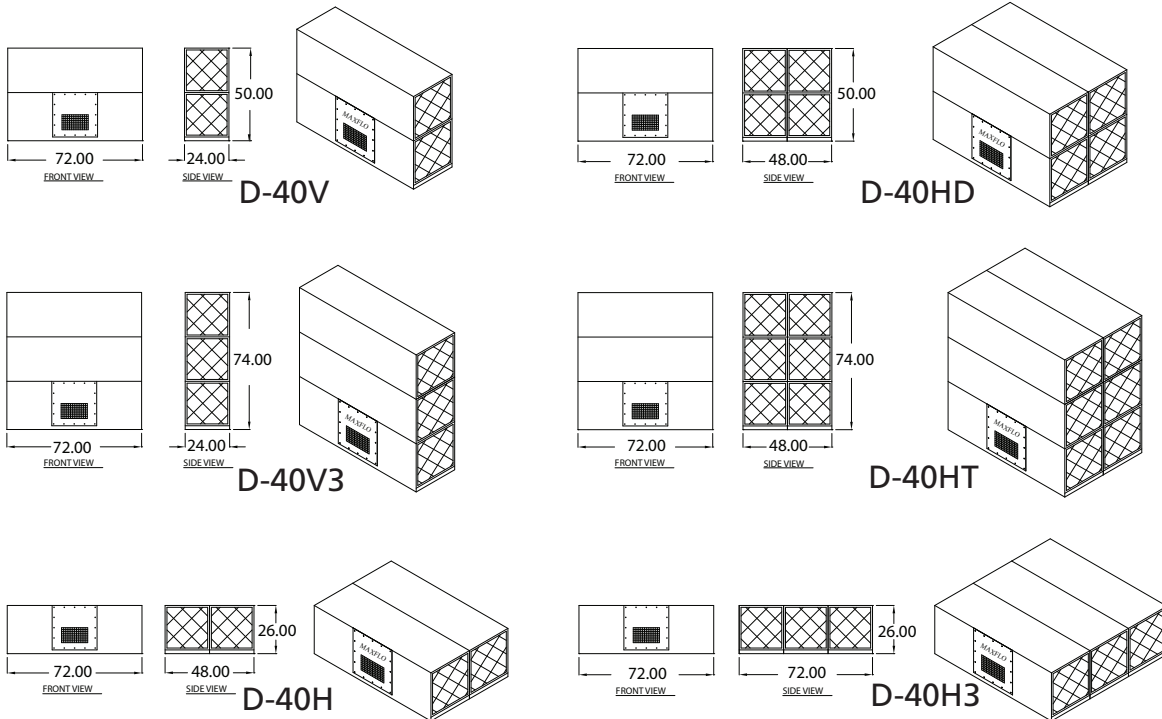 50.00
72.00
24.00
FRONT VIEW
SIDE VIEW
MAXFLO
D-40V
50.00
72.00
48.00
FRONT VIEW
SIDE VIEW
MAXFLO
D-40HD
74.00
72.00
24.00
FRONT VIEW
SIDE VIEW
MAXFLO
D-40V3
74.00
72.00
48.00
FRONT VIEW
SIDE VIEW
MAXFLO
D-40HT
26.00
72.00
48.00
FRONT VIEW
SIDE VIEW
MAXFLO
D-40H
26.00
72.00
72.00
FRONT VIEW
SIDE VIEW
MAXFLO
D-40H3